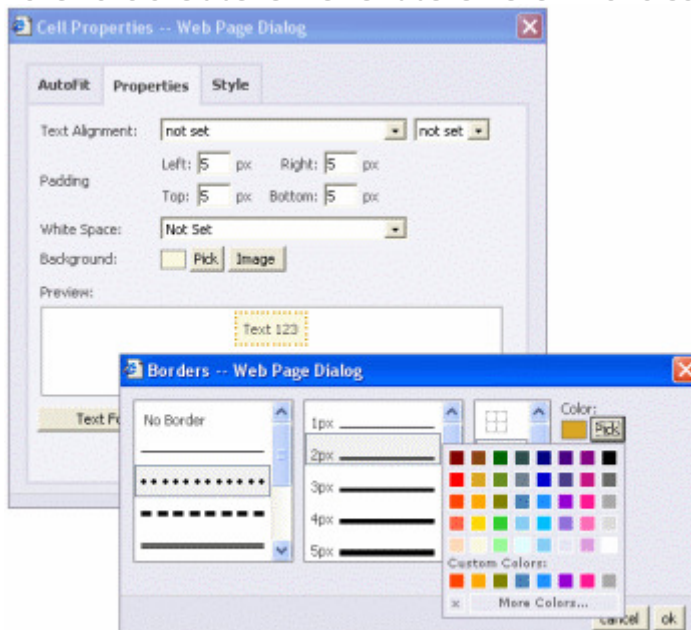 Cell Properties -- Web Page Dialog
AutoFit Properties Style
Text Alignment: not set not set
Left: 5 px Right: 5 px
Padding
Top: 5 px Bottom: 5 px
White Space: Not Set
Background: Pick Image
Preview:
Text 123
Borders -- Web Page Dialog
Text
No Border
1px
2px
3px
4px
5px
Color:
Pick
Custom Colors:
x More Colors...
cancel ok